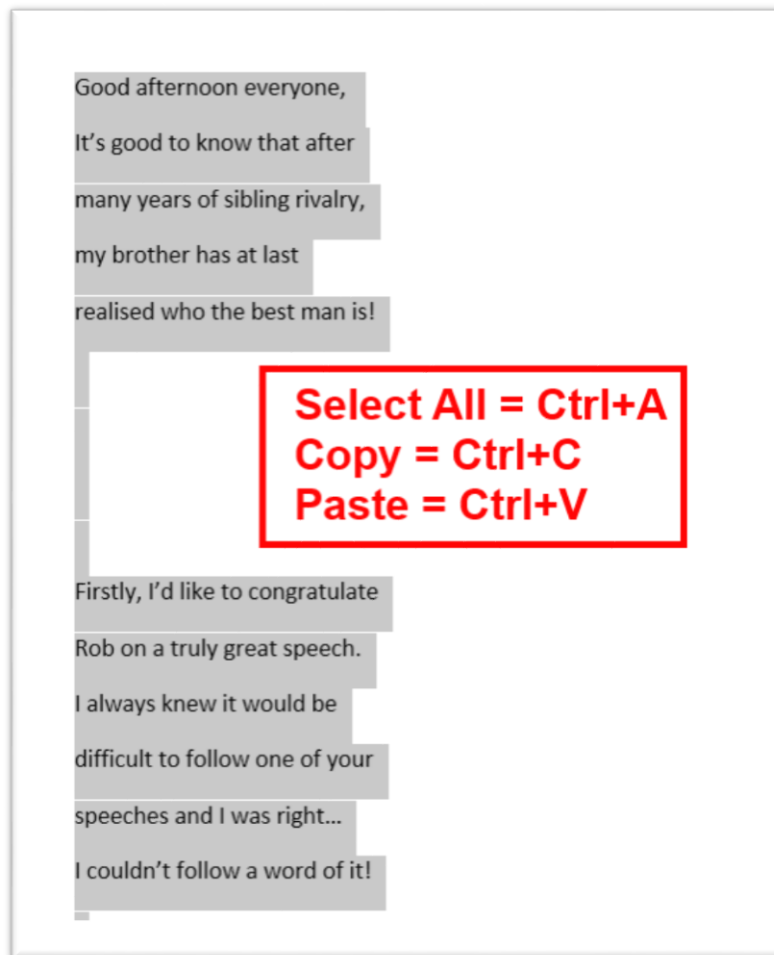 Good afternoon everyone,
It’s good to know that after
many years of sibling rivalry,
my brother has at last
realised who the best man is!
Select All = Ctrl+A
Copy = Ctrl+C
Paste = Ctrl+V
Firstly, I’d like to congratulate
Rob on a truly great speech.
I always knew it would be
difficult to follow one of your
speeches and I was right…
I couldn’t follow a word of it!